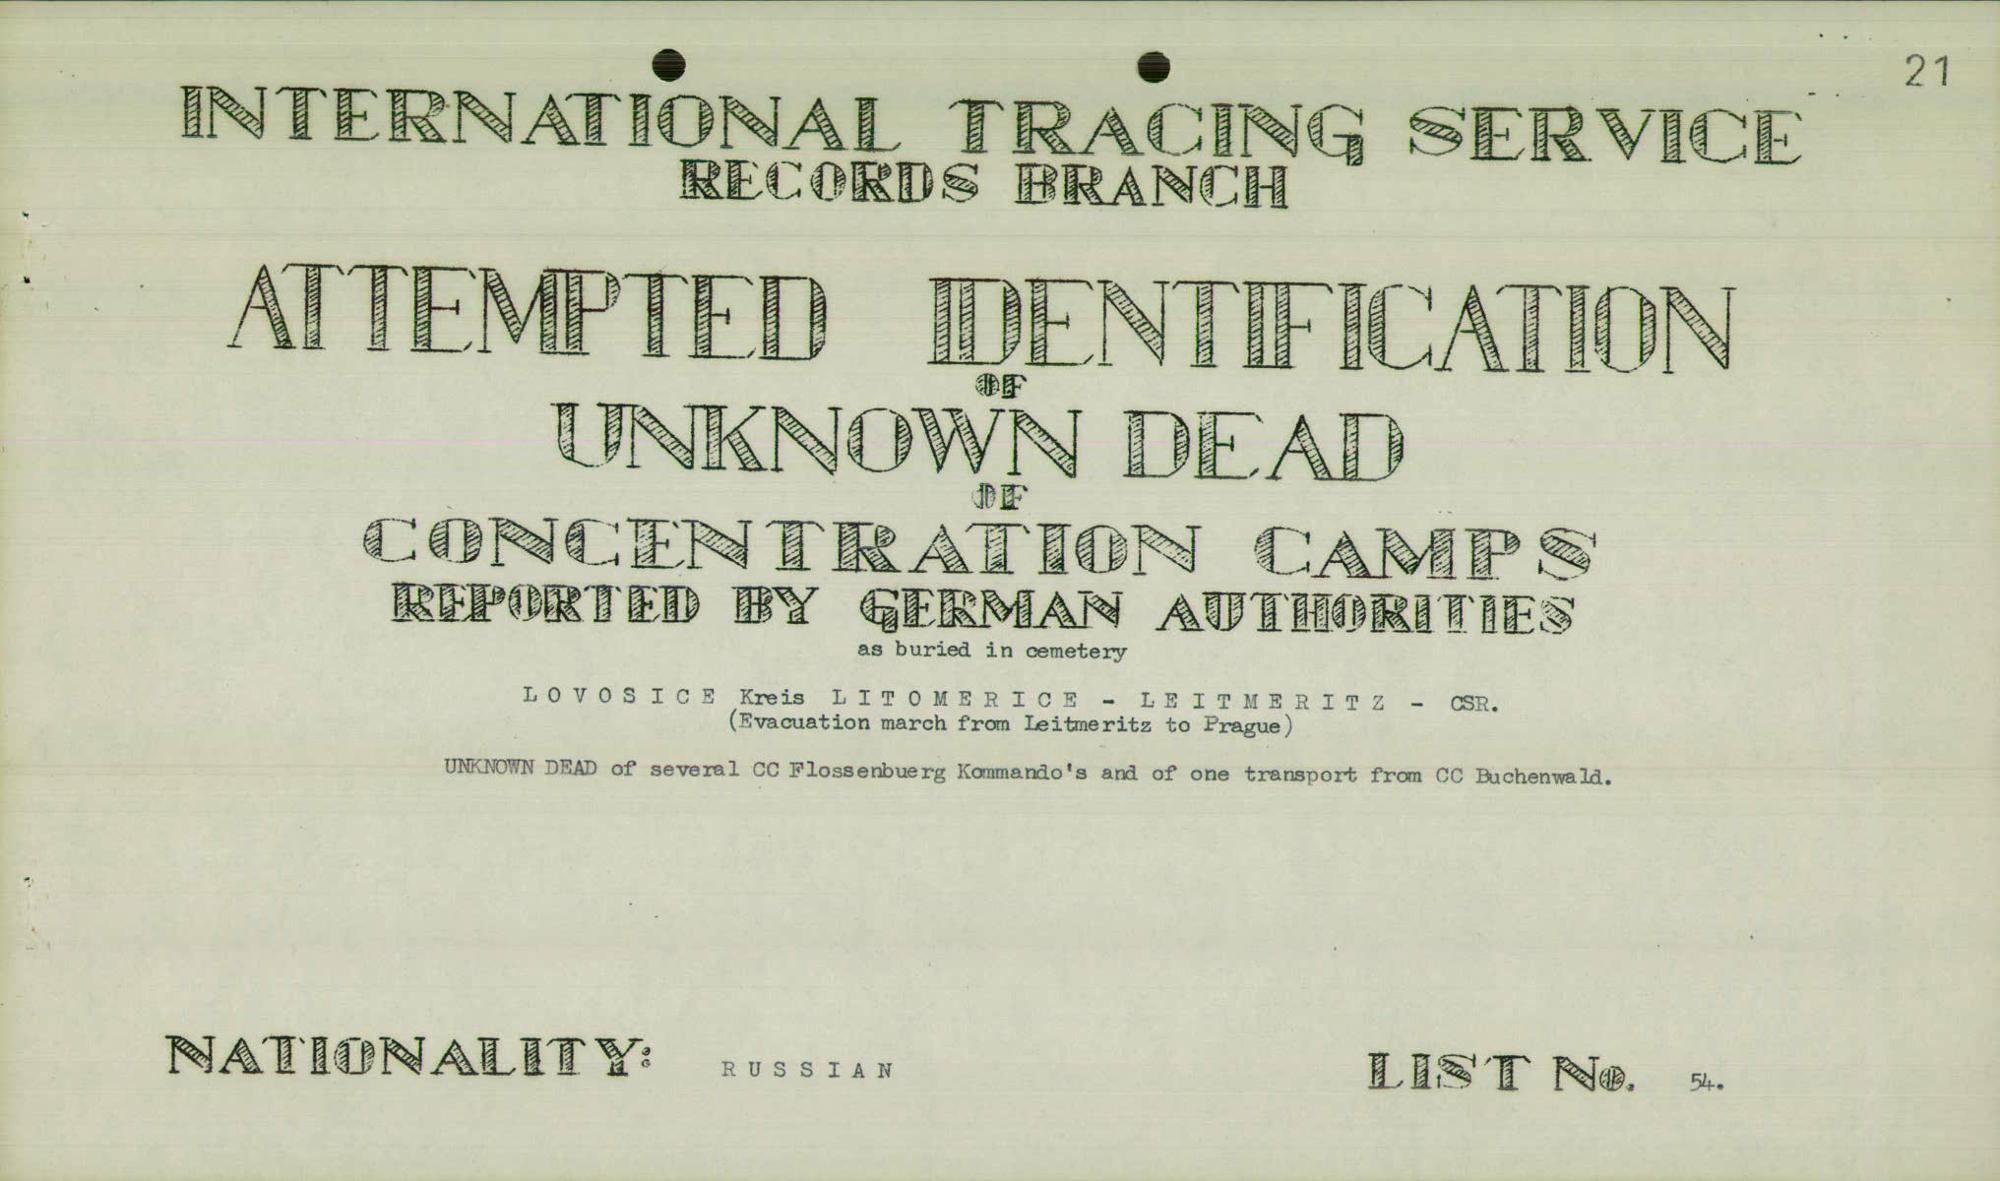 21
INTERNATIONAL TRACING SERVICE
RECORDS BRANCH
ATTEMPTED IDENTIFICATION
OF
UNKNOWN DEAD
OF
CONCENTRATION CAMPS
REPORTED BY GERMAN AUTHORITIES
as buried in cemetery
L O V O S I C E Kreis L I T O M E R I C E - L E I T M E R I T Z - CSR.
(Evacuation march from Leitmeritz to Prague)
UNKNOWN DEAD of several CC Flossenbuerg Kommando's and of one transport from CC Buchenwald.
NATIONALITY: R U S S I A N LIST No. 54.